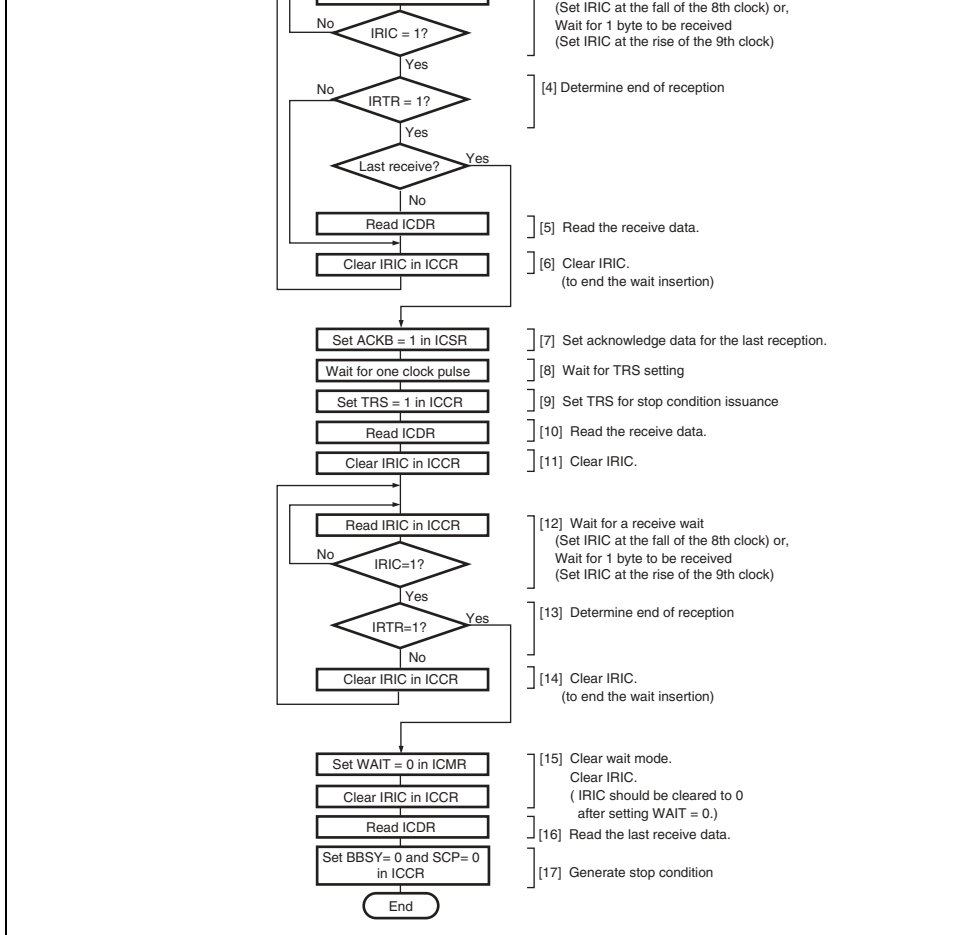 (Set IRIC at the fall of the 8th clock) or,
Wait for 1 byte to be received
(Set IRIC at the rise of the 9th clock)
No
IRIC = 1?
Yes
[4] Determine end of reception
No
IRTR = 1?
Yes
Last receive?
Yes
No
Read ICDR
[5] Read the receive data.
Clear IRIC in ICCR
[6] Clear IRIC.
(to end the wait insertion)
Set ACKB = 1 in ICSR
[7] Set acknowledge data for the last reception.
Wait for one clock pulse
[8] Wait for TRS setting
Set TRS = 1 in ICCR
[9] Set TRS for stop condition issuance
Read ICDR
[10] Read the receive data.
Clear IRIC in ICCR
[11] Clear IRIC.
Read IRIC in ICCR
[12] Wait for a receive wait
(Set IRIC at the fall of the 8th clock) or,
Wait for 1 byte to be received
(Set IRIC at the rise of the 9th clock)
No
IRIC=1?
Yes
[13] Determine end of reception
IRTR=1?
Yes
No
Clear IRIC in ICCR
[14] Clear IRIC.
(to end the wait insertion)
Set WAIT = 0 in ICMR
[15] Clear wait mode.
Clear IRIC.
( IRIC should be cleared to 0
after setting WAIT = 0.)
Clear IRIC in ICCR
Read ICDR
[16] Read the last receive data.
Set BBSY= 0 and SCP= 0
in ICCR
[17] Generate stop condition
End